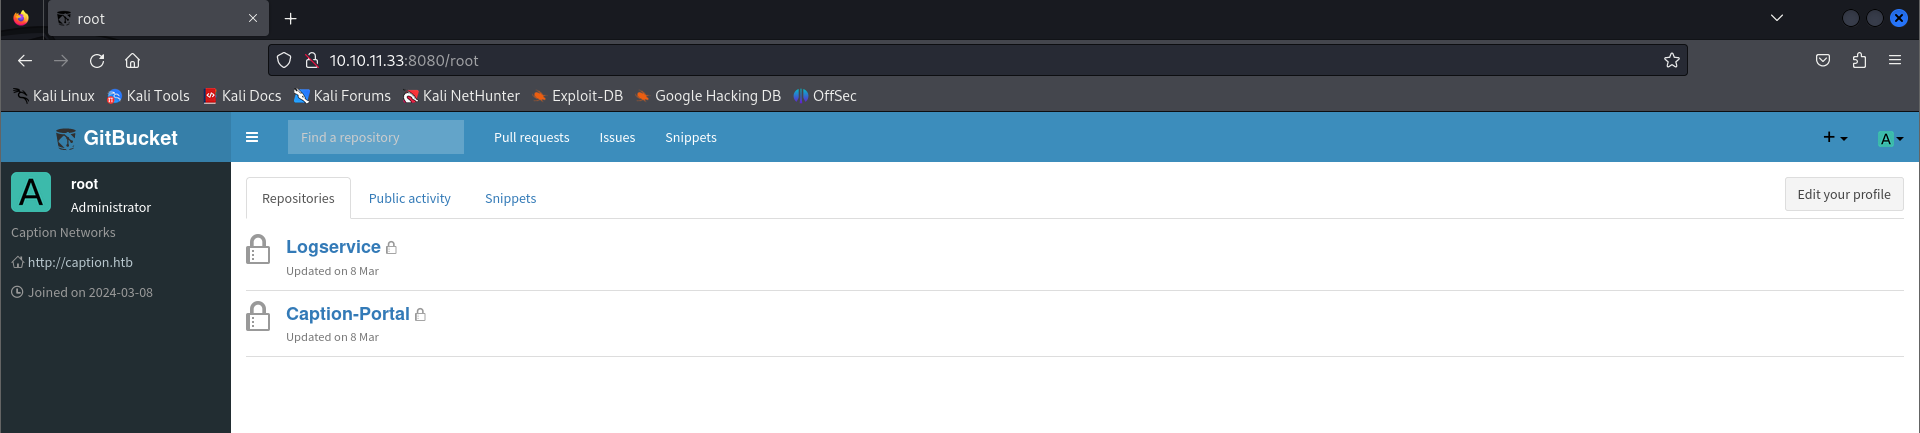 root
10.10.11.33:8080/root
Kali Linux Kali Tools Kali Docs Kali Forums Kali NetHunter Exploit-DB Google Hacking DB OffSec
GitBucket Find a repository Pull requests Issues Snippets A
A root
Administrator
Caption Networks
http://caption.htb
Joined on 2024-03-08
Repositories Public activity Snippets Edit your profile
Logservice
Updated on 8 Mar
Caption-Portal
Updated on 8 Mar